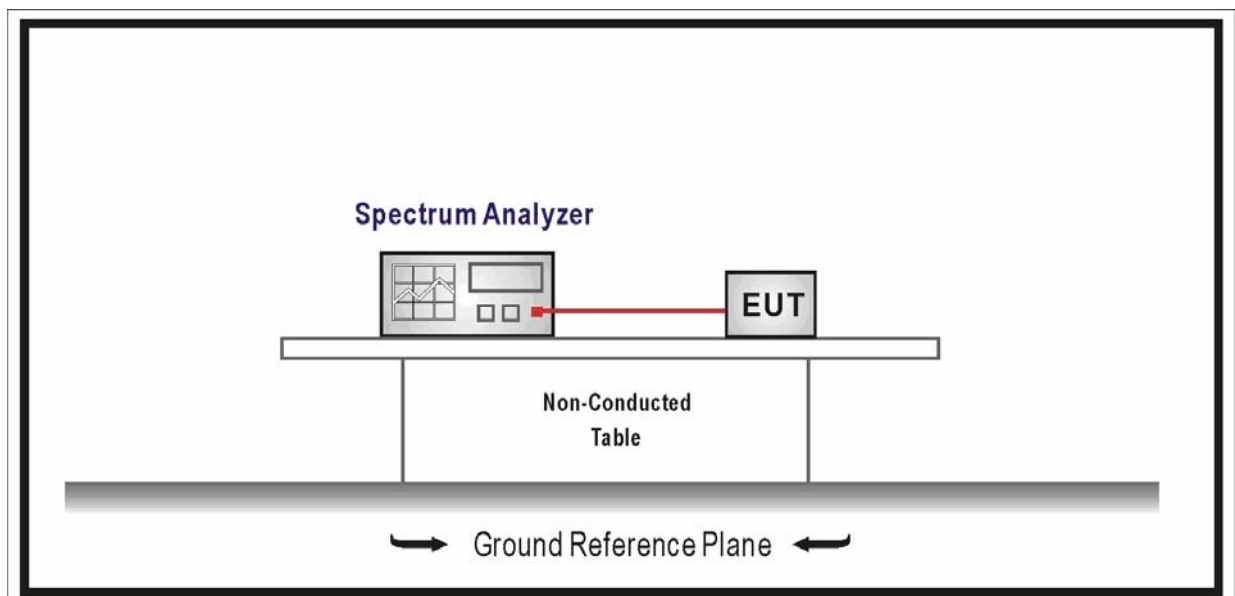 Spectrum Analyzer
EUT
Non-Conducted
Table
Ground Reference Plane